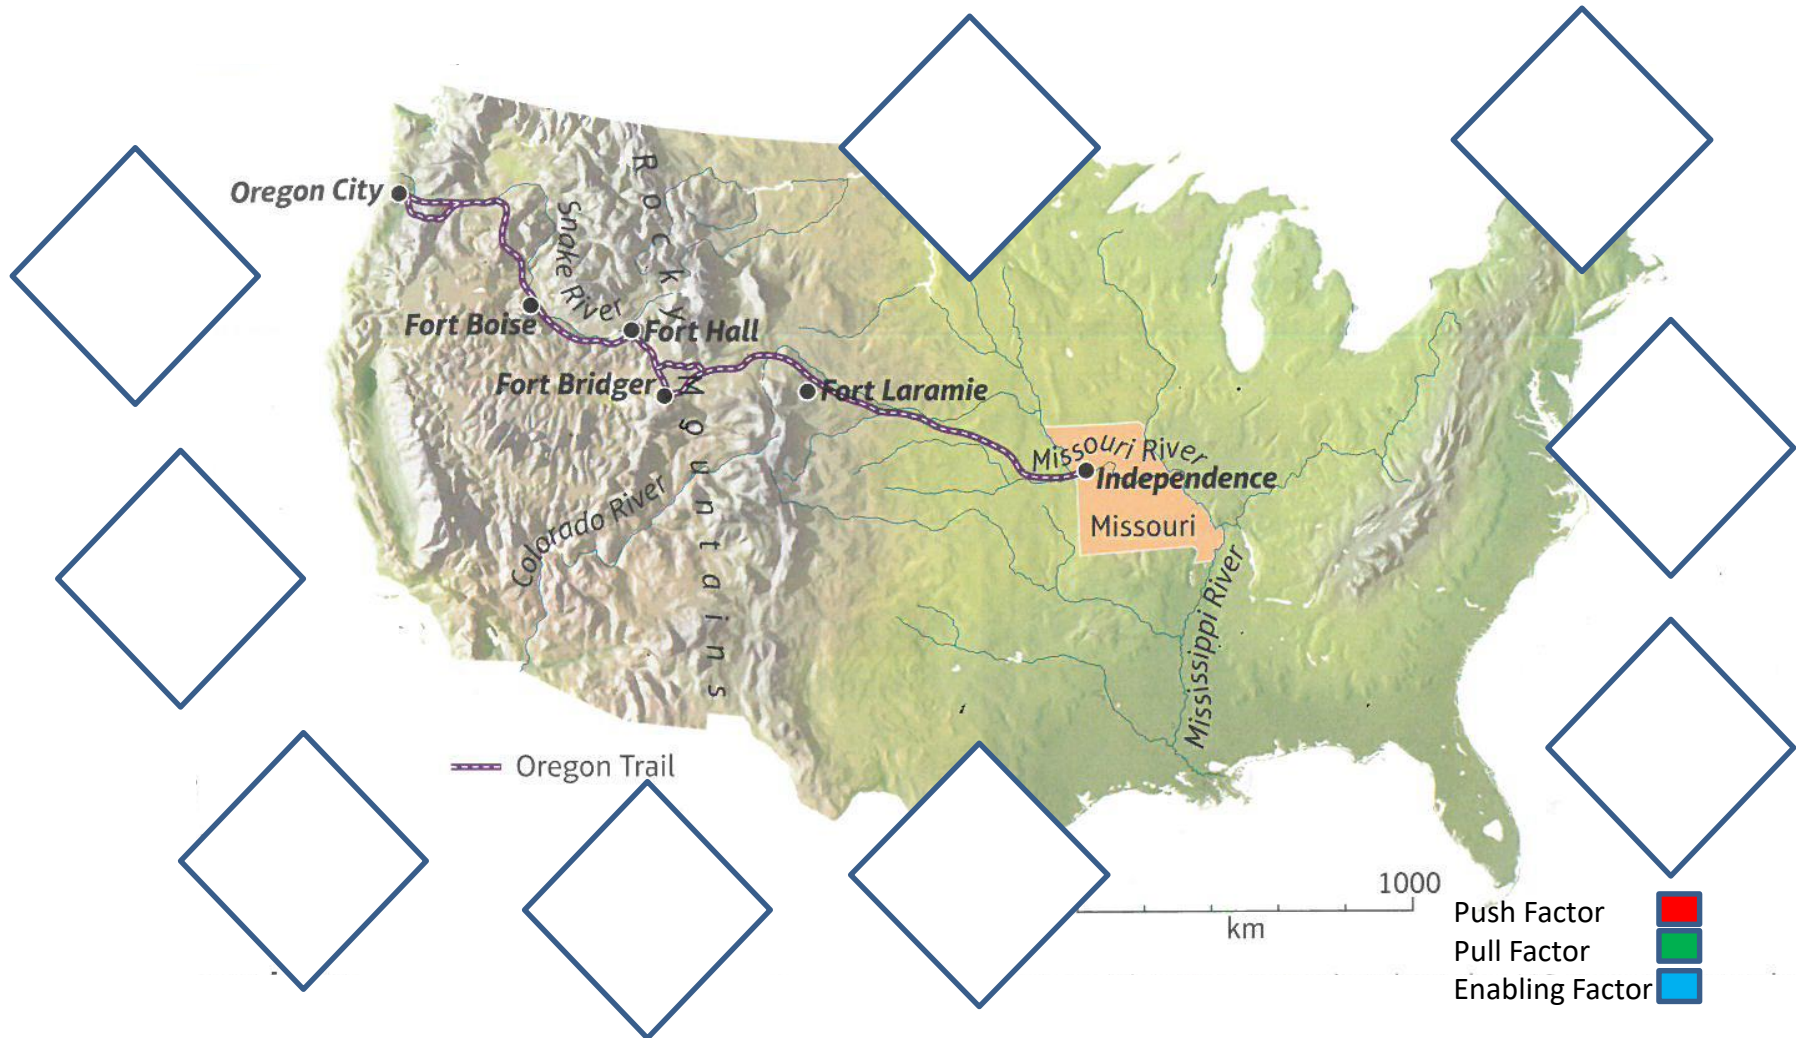 Oregon City
Rocky
Snake River
Fort Boise
Fort Hall
Fort Bridger
Mountains
Fort Laramie
Missouri River
Independence
Missouri
Colorado River
Mississippi River
Oregon Trail
1000
km
Push Factor
Pull Factor
Enabling Factor